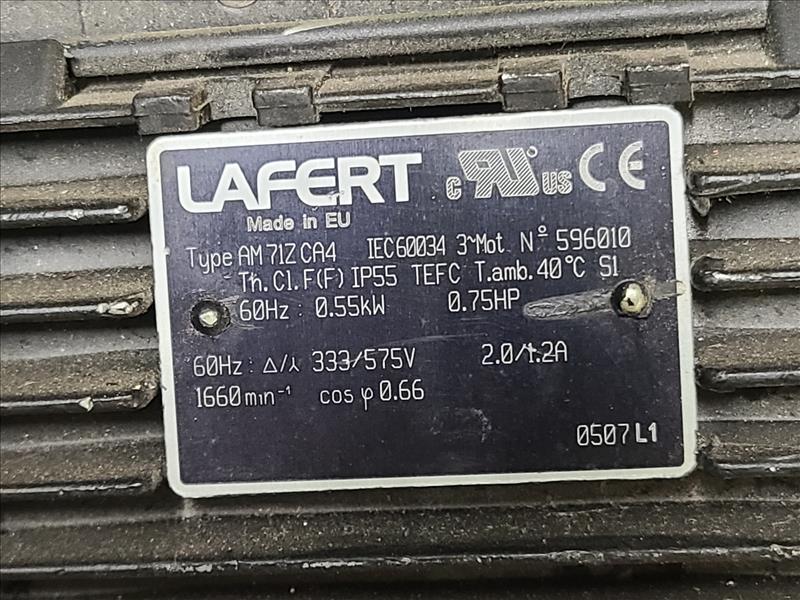 LAFERT c RU US CE
Made in EU
Type AM 71Z CA4 IEC60034 3~Mot N° 596010
Th. Cl. F(F) IP55 TEFC T.amb. 40°C S1
60Hz : 0.55kW 0.75HP
60Hz : Δ/⅄ 333/575V 2.0/1.2A
1660 min⁻¹ cos φ 0.66
0507 L1